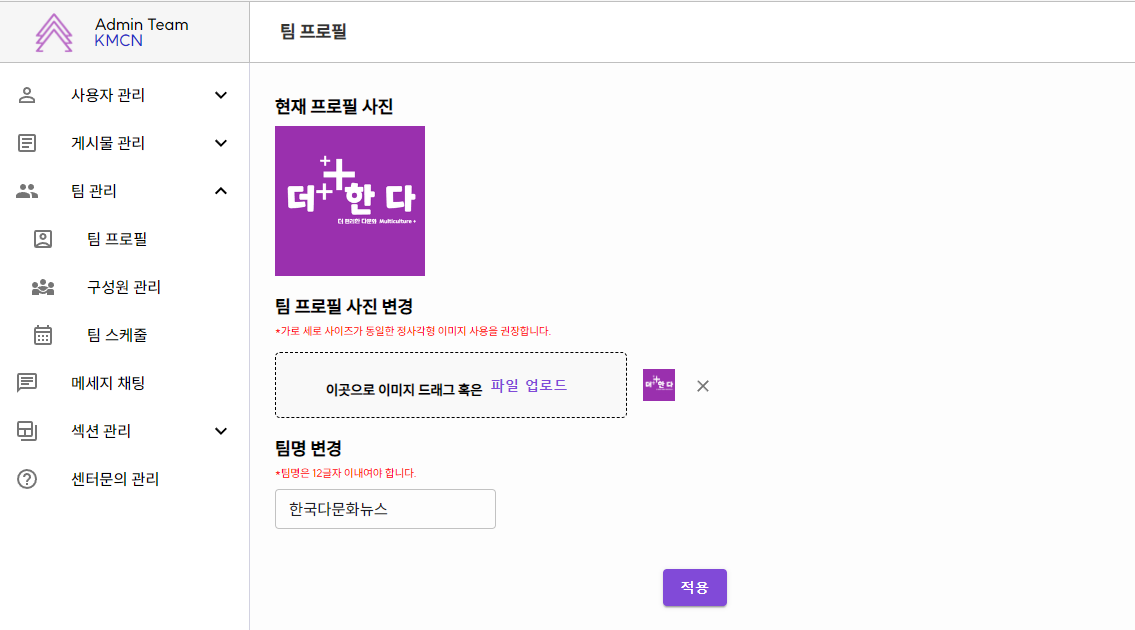 Admin Team
KMCN
팀 프로필
사용자 관리
게시물 관리
팀 관리
팀 프로필
구성원 관리
팀 스케줄
메세지 채팅
섹션 관리
센터문의 관리
현재 프로필 사진
더 한 다
더 편리한 다문화 Multiculture +
팀 프로필 사진 변경
*가로 세로 사이즈가 동일한 정사각형 이미지 사용을 권장합니다.
이곳으로 이미지 드래그 혹은 파일 업로드
더 한 다
팀명 변경
*팀명은 12글자 이내여야 합니다.
한국다문화뉴스
적용